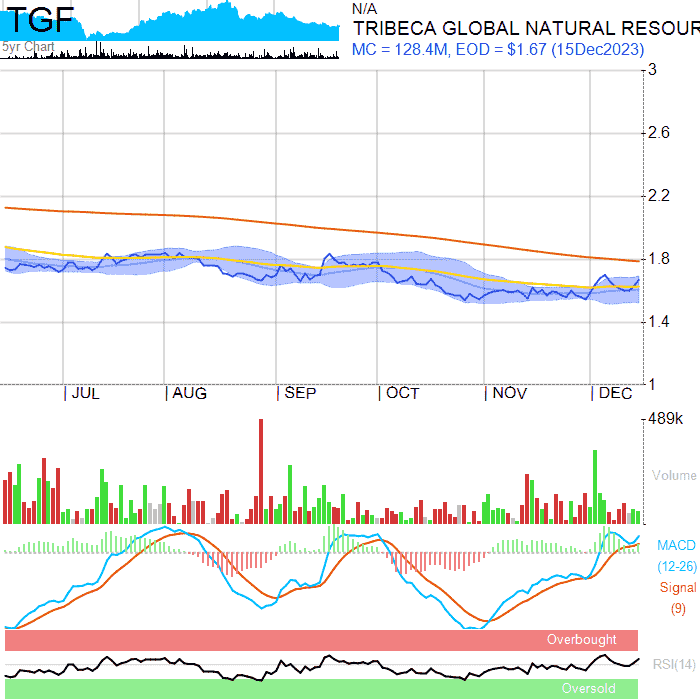 TGF
5yr Chart
N/A
TRIBECA GLOBAL NATURAL RESOUR
MC = 128.4M, EOD = $1.67 (15Dec2023)
3
2.6
2.2
1.8
1.4
1
JUL AUG SEP OCT NOV DEC
489k
Volume
MACD
(12-26)
Signal
(9)
Overbought
RSI(14)
Oversold